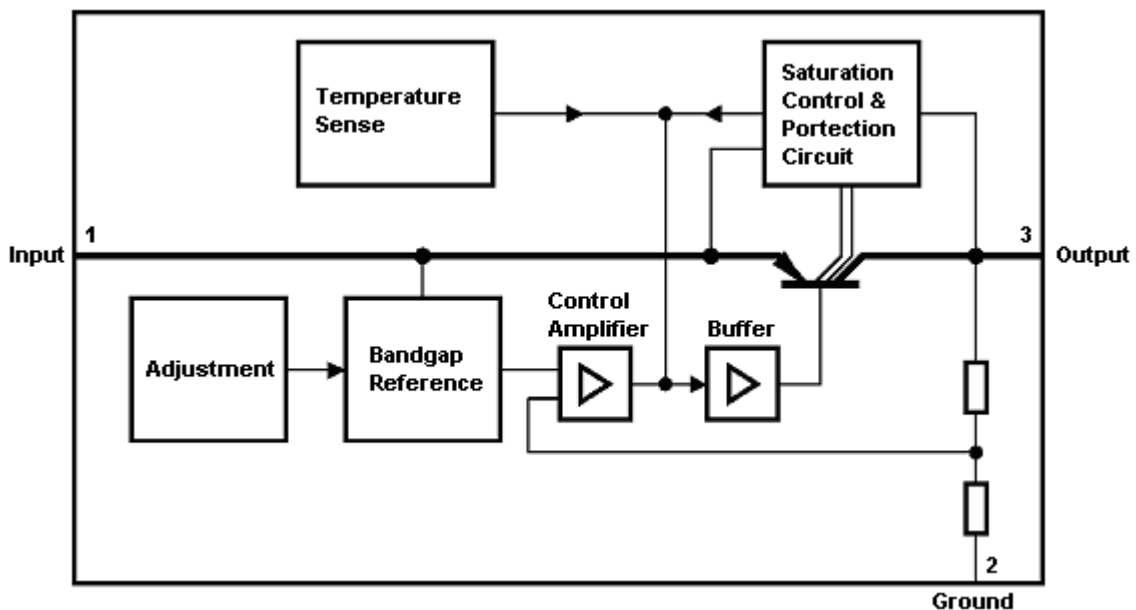 Temperature
Sense
Saturation
Control &
Portection
Circuit
1
3
Input
Output
Control
Amplifier
Buffer
Adjustment
Bandgap
Reference
2
Ground